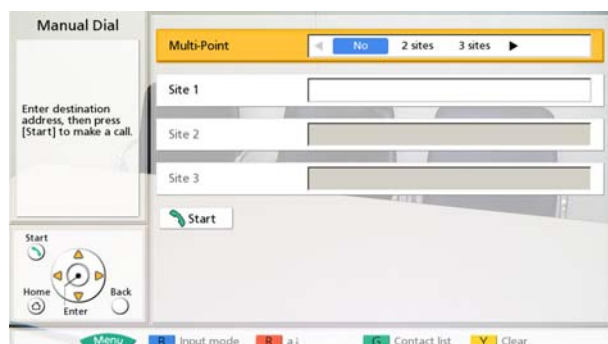 Manual Dial
Enter destination
address, then press
[Start] to make a call.
Multi-Point No 2 sites 3 sites
Site 1
Site 2
Site 3
Start
Start
Home
Enter
Back
Menu B Input mode R a↓ G Contact list Y Clear